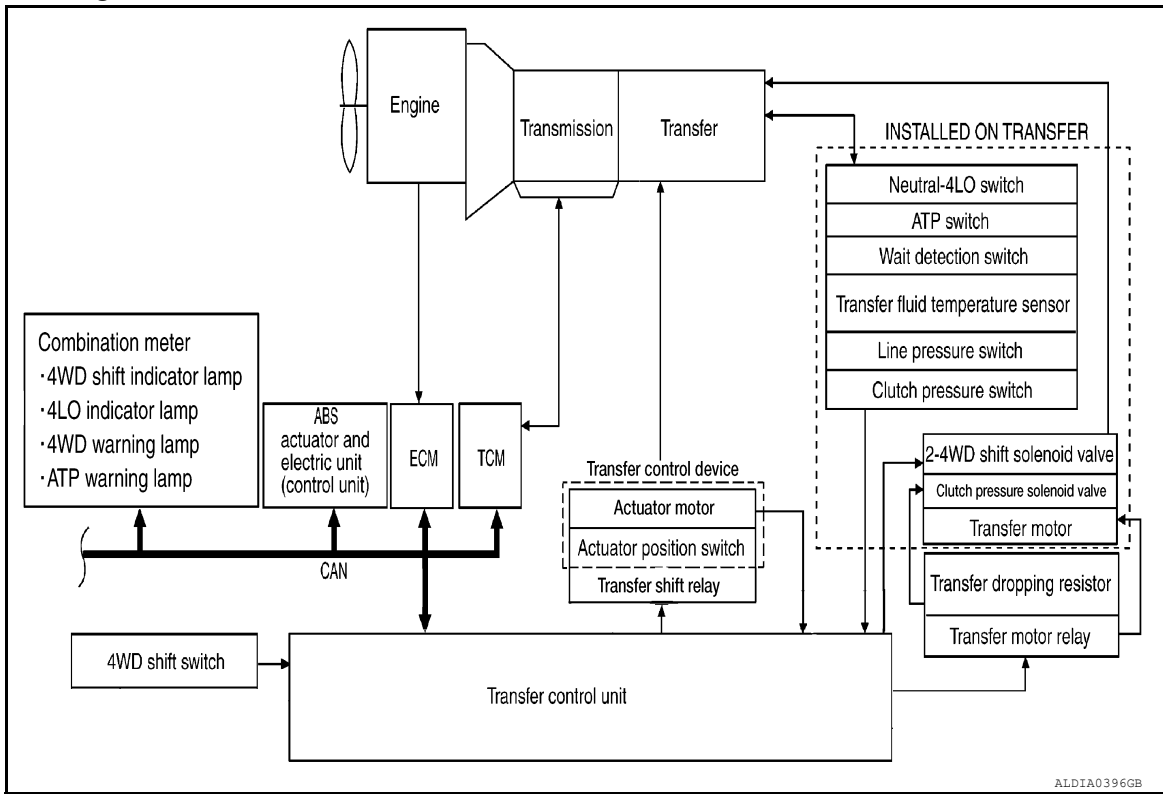 Engine
Transmission
Transfer
INSTALLED ON TRANSFER
Neutral-4LO switch
ATP switch
Wait detection switch
Transfer fluid temperature sensor
Line pressure switch
Clutch pressure switch
Combination meter
·4WD shift indicator lamp
·4LO indicator lamp
·4WD warning lamp
·ATP warning lamp
ABS
actuator and
electric unit
(control unit)
ECM
TCM
CAN
Transfer control device
Actuator motor
Actuator position switch
Transfer shift relay
2-4WD shift solenoid valve
Clutch pressure solenoid valve
Transfer motor
Transfer dropping resistor
Transfer motor relay
4WD shift switch
Transfer control unit
ALDIA0396GB